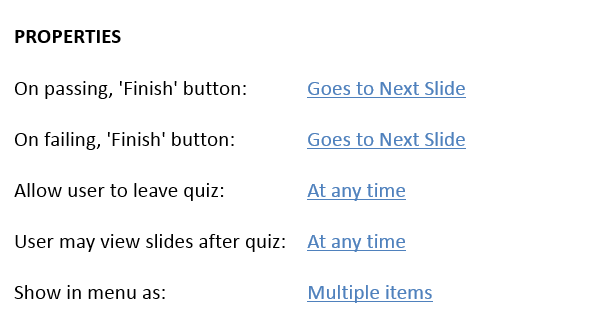 PROPERTIES
On passing, 'Finish' button: Goes to Next Slide
On failing, 'Finish' button: Goes to Next Slide
Allow user to leave quiz: At any time
User may view slides after quiz: At any time
Show in menu as: Multiple items